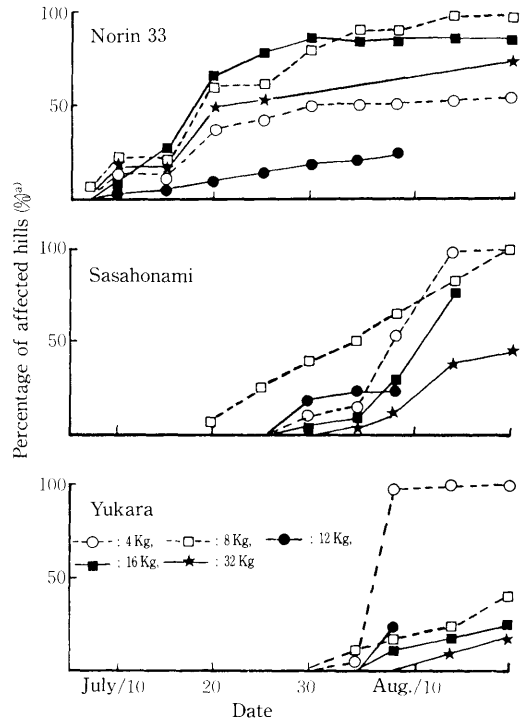 100
Norin 33
50
100
Sasahonami
50
100
Yukara
: 4 Kg, : 8 Kg, : 12 Kg,
: 16 Kg, : 32 Kg
50
July/10 20 30 Aug./10
Date
Percentage of affected hills (%a)